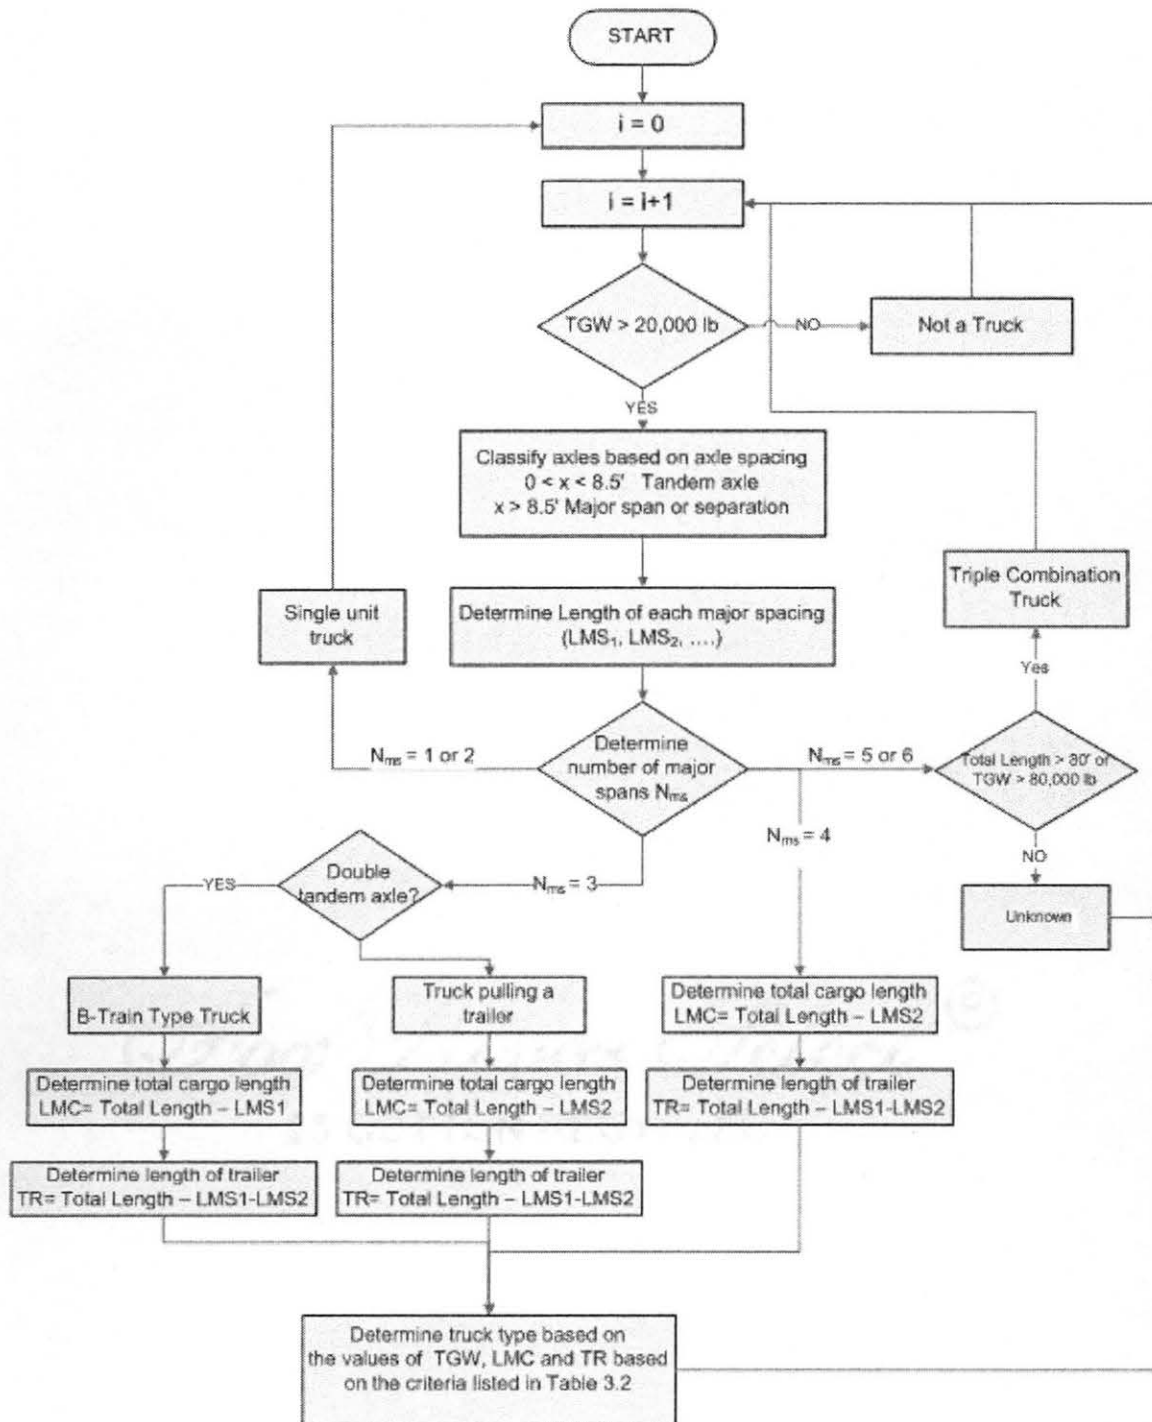 START
i = 0
i = i+1
TGW > 20,000 lb
NO
Not a Truck
YES
Classify axles based on axle spacing
0 < x < 8.5' Tandem axle
x > 8.5' Major span or separation
Triple Combination
Truck
Single unit
truck
Determine Length of each major spacing
(LMS₁, LMS₂, ....)
Yes
Nms = 1 or 2
Determine
number of major
spans Nms
Nms = 5 or 6
Total Length > 80' or
TGW > 80,000 lb
Nms = 4
NO
Double
tandem axle?
YES
Nms = 3
Unknown
B-Train Type Truck
Truck pulling a
trailer
Determine total cargo length
LMC= Total Length – LMS2
Determine total cargo length
LMC= Total Length – LMS1
Determine total cargo length
LMC= Total Length – LMS2
Determine length of trailer
TR= Total Length – LMS1-LMS2
Determine length of trailer
TR= Total Length – LMS1-LMS2
Determine length of trailer
TR= Total Length – LMS1-LMS2
Determine truck type based on
the values of TGW, LMC and TR based
on the criteria listed in Table 3.2